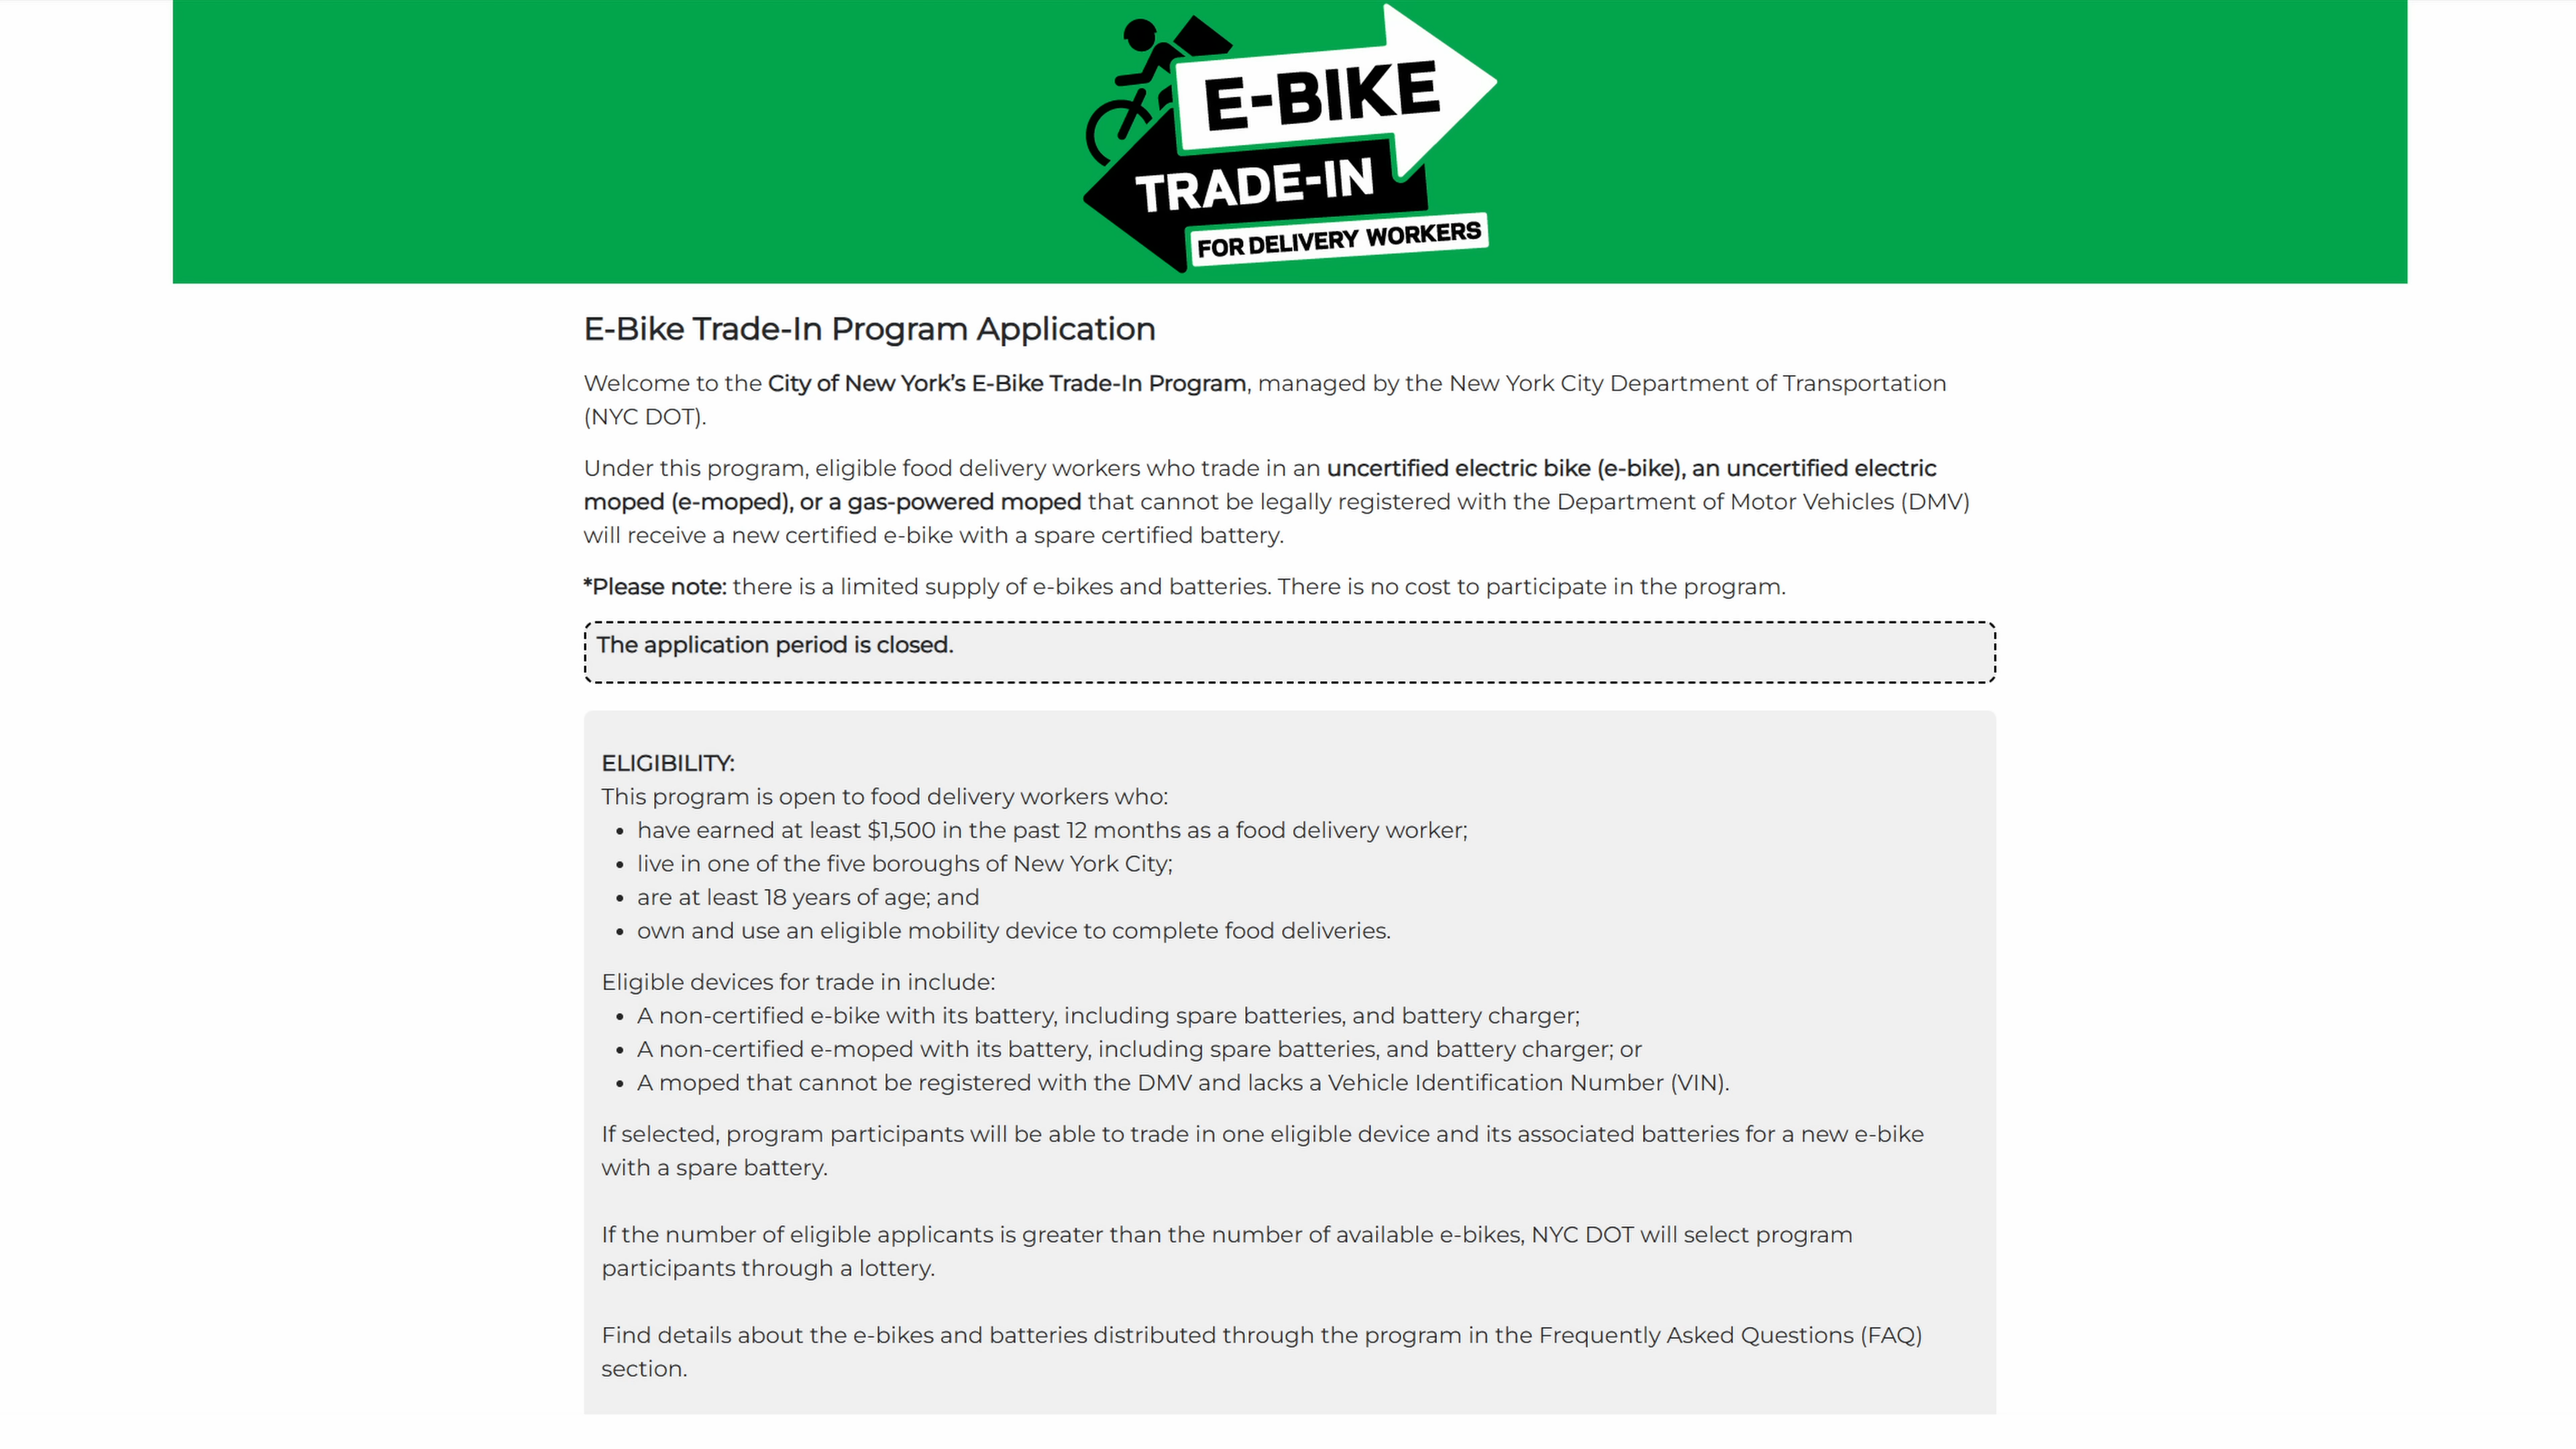 E-BIKE
TRADE-IN
FOR DELIVERY WORKERS
E-Bike Trade-In Program Application
Welcome to the City of New York’s E-Bike Trade-In Program, managed by the New York City Department of Transportation
(NYC DOT).
Under this program, eligible food delivery workers who trade in an uncertified electric bike (e-bike), an uncertified electric
moped (e-moped), or a gas-powered moped that cannot be legally registered with the Department of Motor Vehicles (DMV)
will receive a new certified e-bike with a spare certified battery.
*Please note: there is a limited supply of e-bikes and batteries. There is no cost to participate in the program.
The application period is closed.
ELIGIBILITY:
This program is open to food delivery workers who:
• have earned at least $1,500 in the past 12 months as a food delivery worker;
• live in one of the five boroughs of New York City;
• are at least 18 years of age; and
• own and use an eligible mobility device to complete food deliveries.
Eligible devices for trade in include:
• A non-certified e-bike with its battery, including spare batteries, and battery charger;
• A non-certified e-moped with its battery, including spare batteries, and battery charger; or
• A moped that cannot be registered with the DMV and lacks a Vehicle Identification Number (VIN).
If selected, program participants will be able to trade in one eligible device and its associated batteries for a new e-bike
with a spare battery.
If the number of eligible applicants is greater than the number of available e-bikes, NYC DOT will select program
participants through a lottery.
Find details about the e-bikes and batteries distributed through the program in the Frequently Asked Questions (FAQ)
section.